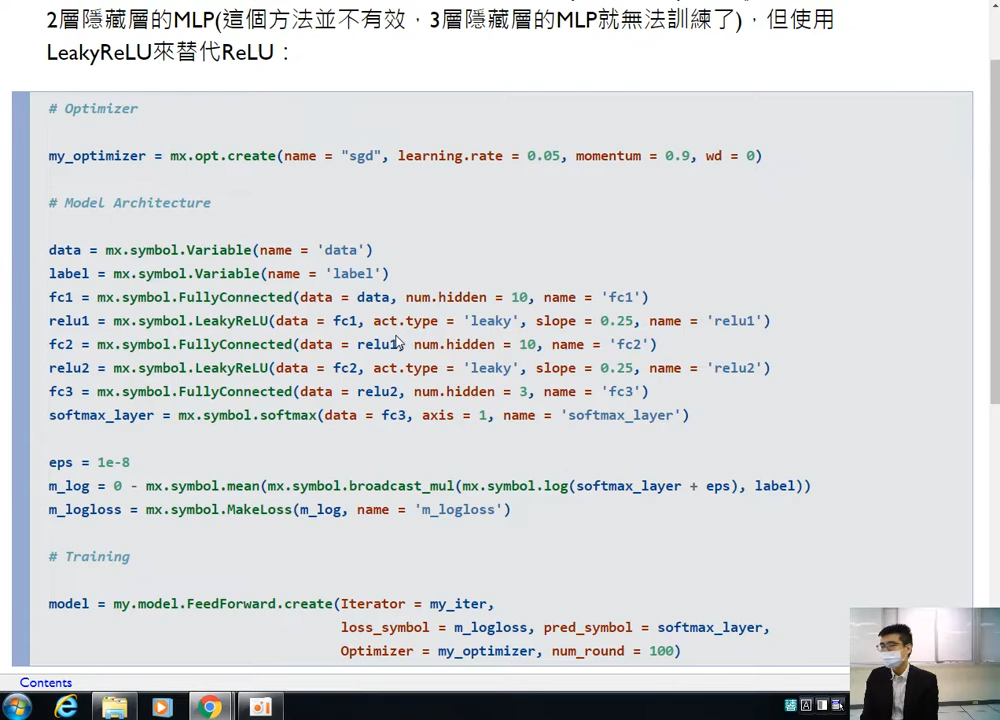 2層隱藏層的MLP(這個方法並不有效，3層隱藏層的MLP就無法訓練了)，但使用
LeakyReLU來替代ReLU：
# Optimizer
my_optimizer = mx.opt.create(name = "sgd", learning.rate = 0.05, momentum = 0.9, wd = 0)
# Model Architecture
data = mx.symbol.Variable(name = 'data')
label = mx.symbol.Variable(name = 'label')
fc1 = mx.symbol.FullyConnected(data = data, num.hidden = 10, name = 'fc1')
relu1 = mx.symbol.LeakyReLU(data = fc1, act.type = 'leaky', slope = 0.25, name = 'relu1')
fc2 = mx.symbol.FullyConnected(data = relu1, num.hidden = 10, name = 'fc2')
relu2 = mx.symbol.LeakyReLU(data = fc2, act.type = 'leaky', slope = 0.25, name = 'relu2')
fc3 = mx.symbol.FullyConnected(data = relu2, num.hidden = 3, name = 'fc3')
softmax_layer = mx.symbol.softmax(data = fc3, axis = 1, name = 'softmax_layer')
eps = 1e-8
m_log = 0 - mx.symbol.mean(mx.symbol.broadcast_mul(mx.symbol.log(softmax_layer + eps), label))
m_logloss = mx.symbol.MakeLoss(m_log, name = 'm_logloss')
# Training
model = my.model.FeedForward.create(Iterator = my_iter,
loss_symbol = m_logloss, pred_symbol = softmax_layer,
Optimizer = my_optimizer, num_round = 100)
Contents